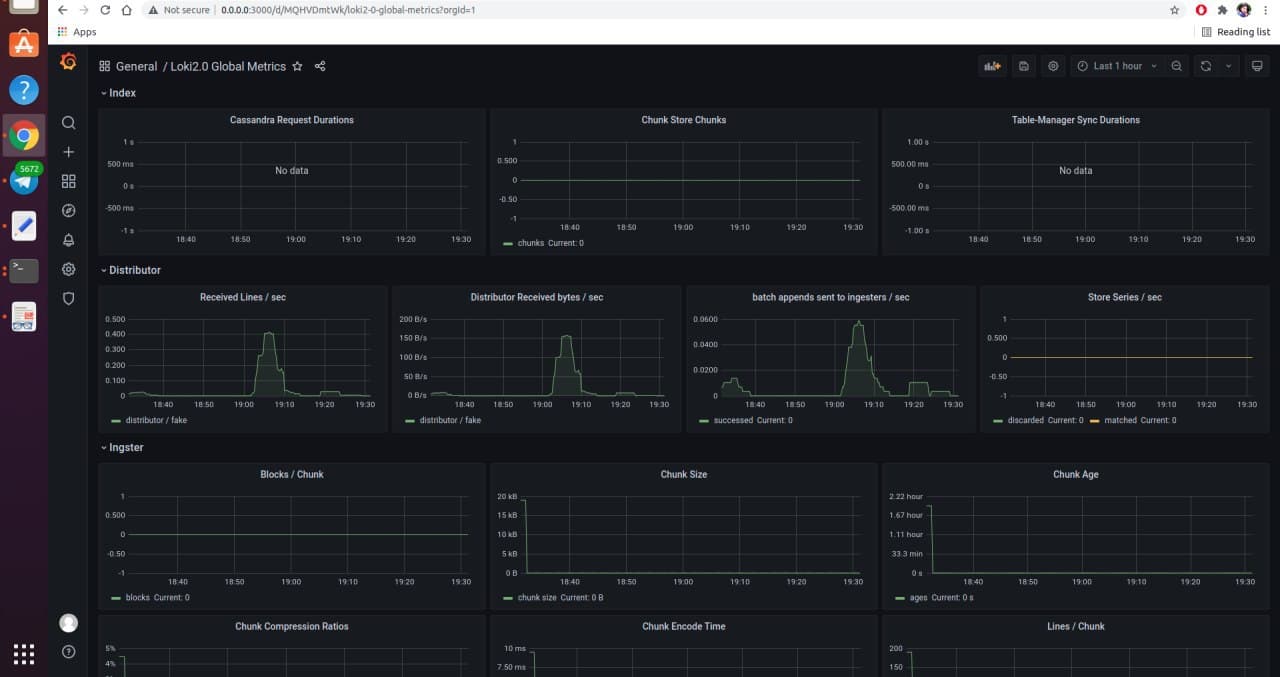 Not secure | 0.0.0.0:3000/d/MQHVDmtWk/loki2-0-global-metrics?orgId=1
Apps
Reading list
5672
General / Loki2.0 Global Metrics
Last 1 hour
Index
Cassandra Request Durations
1 s
500 ms
0 s
-500 ms
-1 s
No data
18:40 18:50 19:00 19:10 19:20 19:30
Chunk Store Chunks
1
0.500
0
-0.50
-1
18:40 18:50 19:00 19:10 19:20 19:30
chunks Current: 0
Table-Manager Sync Durations
1.00 s
500.00 ms
0 s
-500.00 ms
-1.00 s
No data
18:40 18:50 19:00 19:10 19:20 19:30
Distributor
Received Lines / sec
0.500
0.400
0.300
0.200
0.100
0
18:40 18:50 19:00 19:10 19:20 19:30
distributor / fake
Distributor Received bytes / sec
200 B/s
150 B/s
100 B/s
50 B/s
0 B/s
18:40 18:50 19:00 19:10 19:20 19:30
distributor / fake
batch appends sent to ingesters / sec
0.0600
0.0400
0.0200
0
18:40 18:50 19:00 19:10 19:20 19:30
successed Current: 0
Store Series / sec
1
0.500
0
-0.50
-1
18:40 18:50 19:00 19:10 19:20 19:30
discarded Current: 0 matched Current: 0
Ingster
Blocks / Chunk
1
0.500
0
-0.50
-1
18:40 18:50 19:00 19:10 19:20 19:30
blocks Current: 0
Chunk Size
20 kB
15 kB
10 kB
5 kB
0 B
18:40 18:50 19:00 19:10 19:20 19:30
chunk size Current: 0 B
Chunk Age
2.22 hour
1.67 hour
1.11 hour
33.3 min
0 s
18:40 18:50 19:00 19:10 19:20 19:30
ages Current: 0 s
Chunk Compression Ratios
5%
4%
Chunk Encode Time
10 ms
7.50 ms
Lines / Chunk
200
150